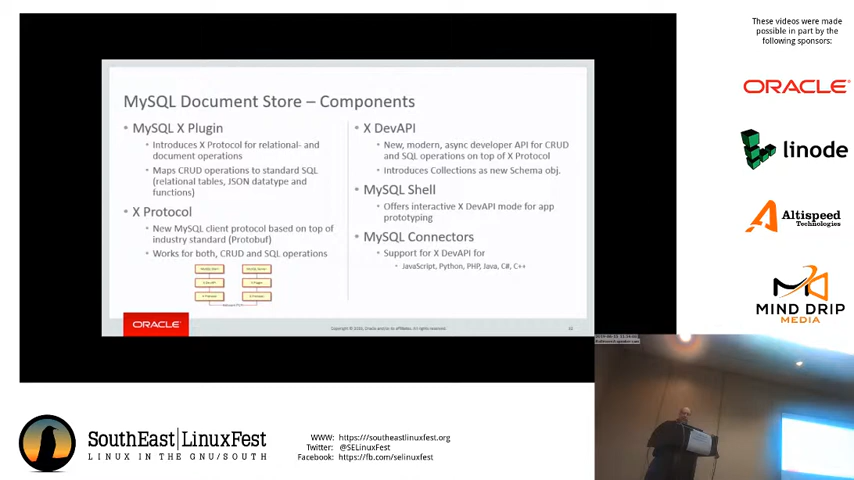 These videos were made
possible in part by the
following sponsors:
ORACLE
linode
Altispeed
Technologies
MIND DRIP
MEDIA
MySQL Document Store – Components
• MySQL X Plugin
• Introduces X Protocol for relational- and
document operations
• Maps CRUD operations to standard SQL
(relational tables, JSON datatype and
functions)
• X Protocol
• New MySQL client protocol based on top of
industry standard (Protobuf)
• Works for both, CRUD and SQL operations
• X DevAPI
• New, modern, async developer API for CRUD
and SQL operations on top of X Protocol
• Introduces Collections as new Schema obj.
• MySQL Shell
• Offers interactive X DevAPI mode for app
prototyping
• MySQL Connectors
• Support for X DevAPI for
• JavaScript, Python, PHP, Java, C#, C++
ORACLE
SouthEast|LinuxFest
LINUX IN THE GNU/SOUTH
WWW: https:///southeastlinuxfest.org
Twitter: @SELinuxFest
Facebook: https://fb.com/selinuxfest